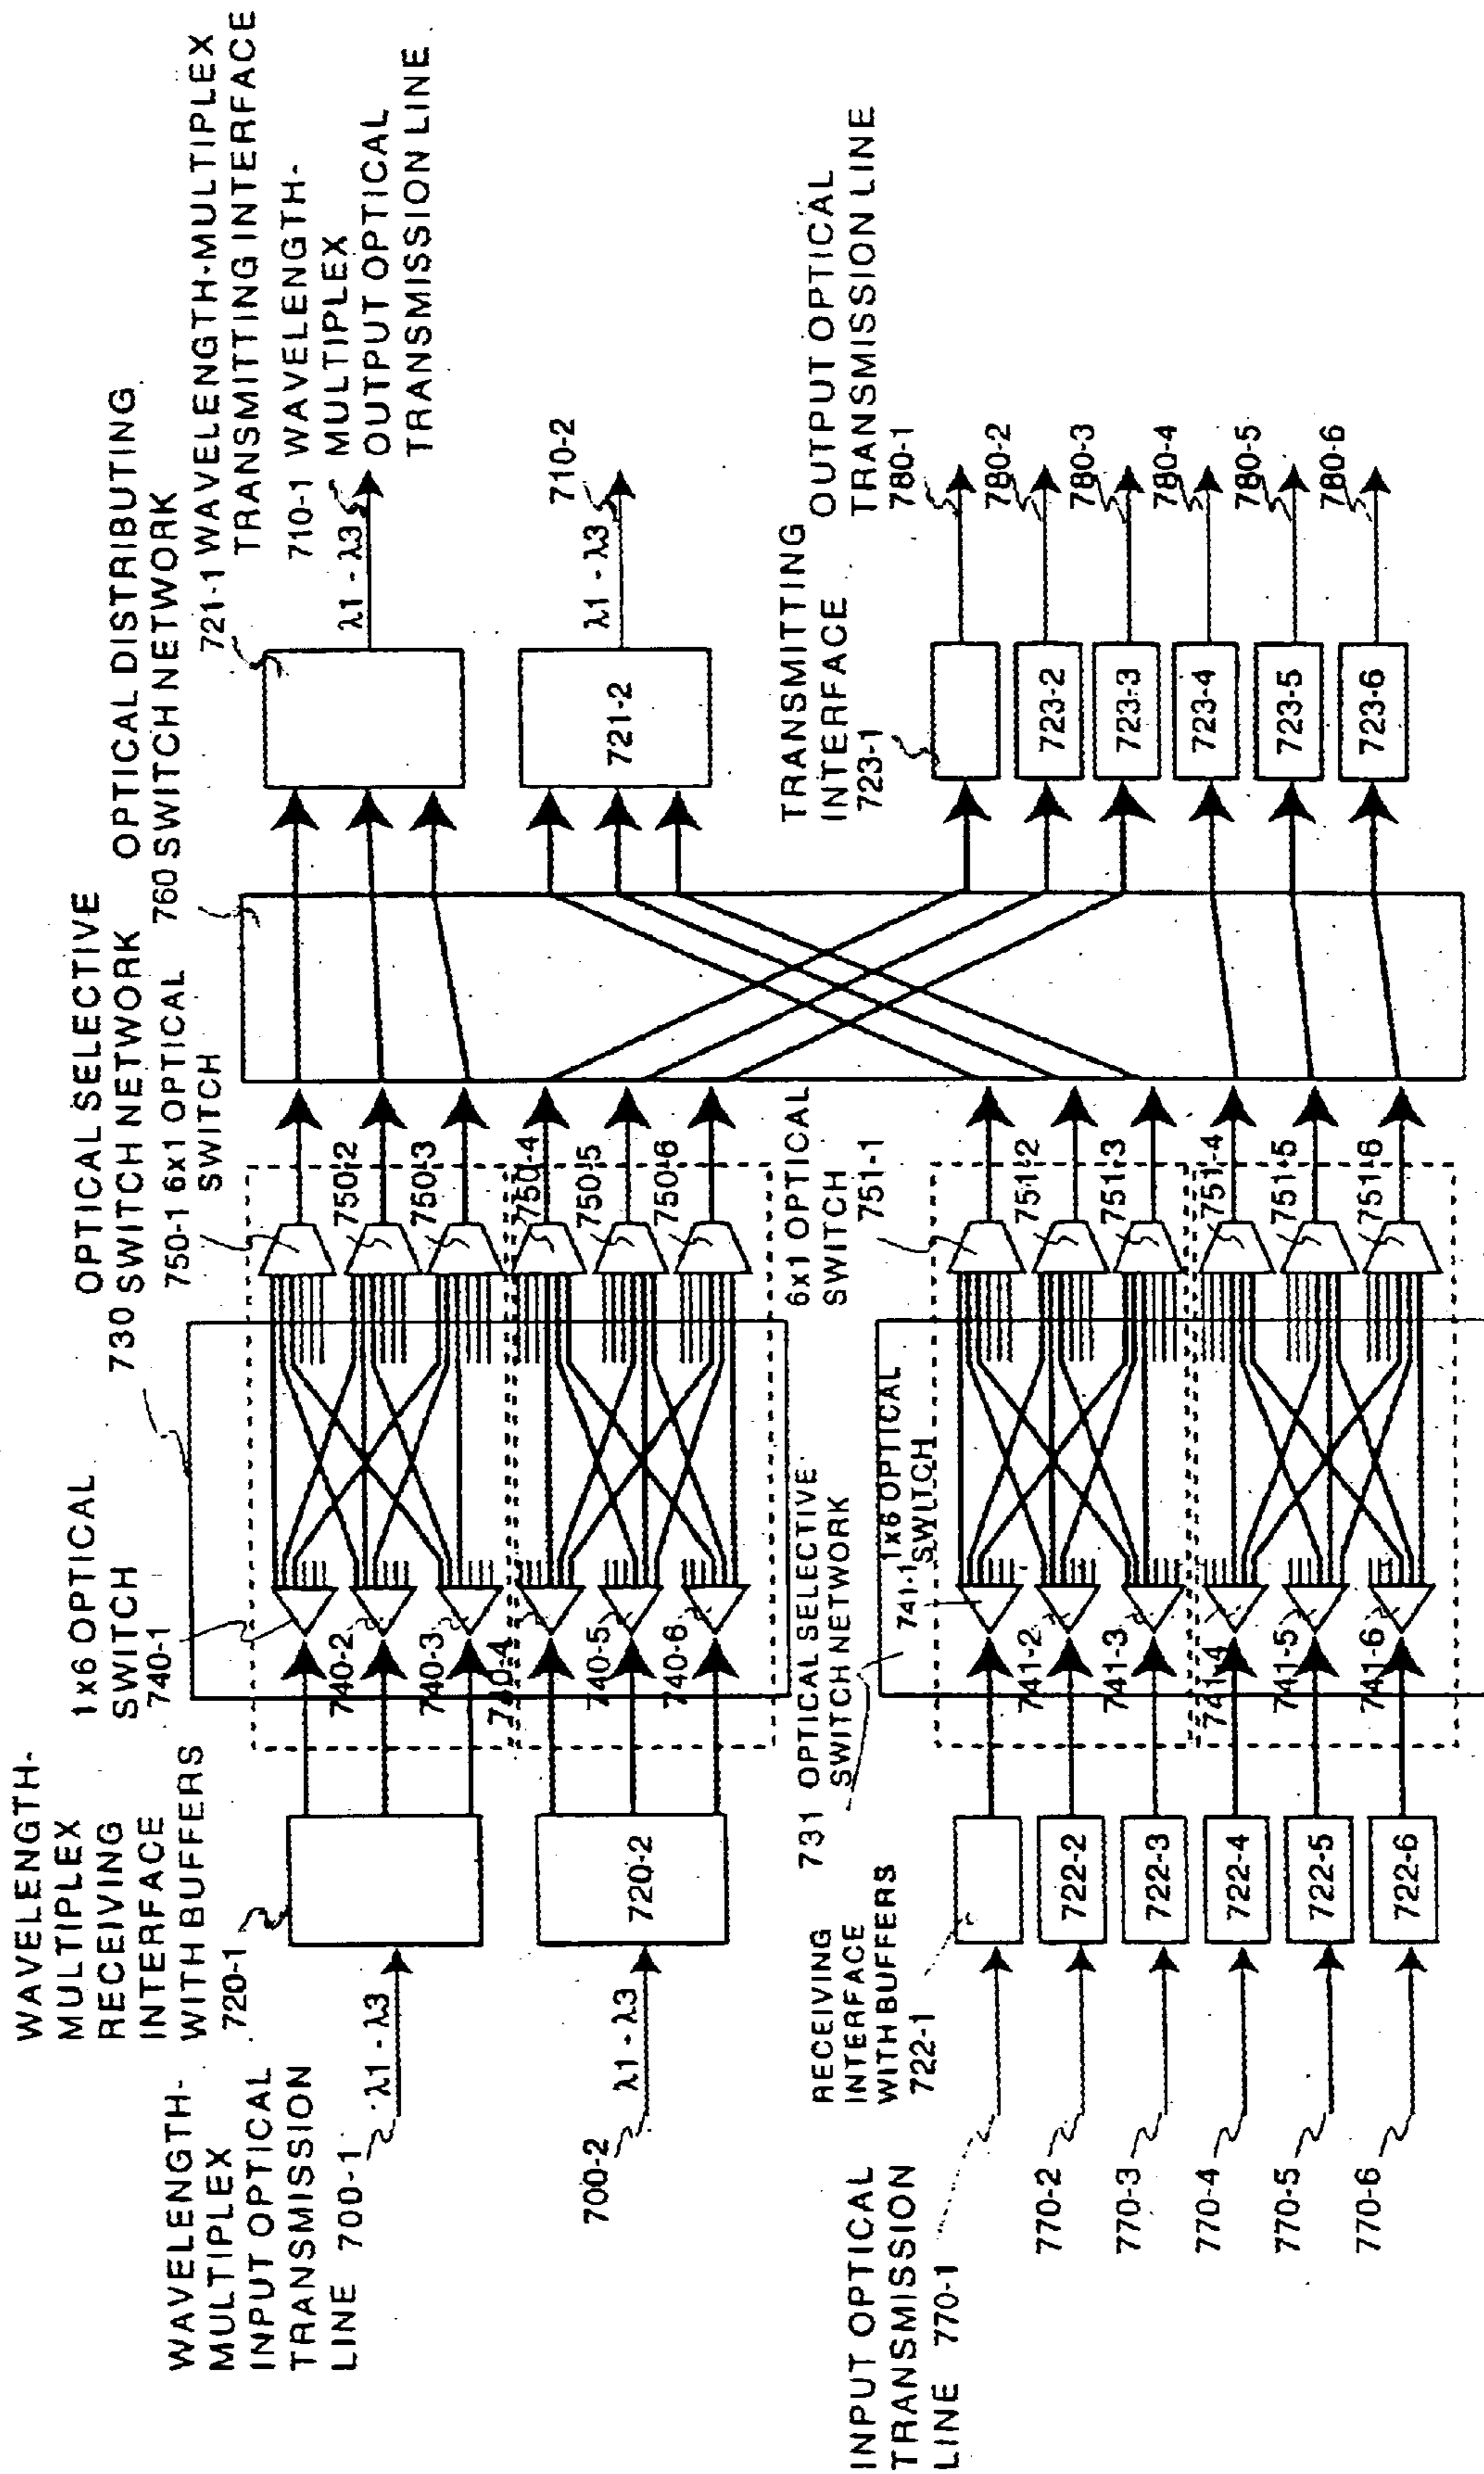 WAVELENGTH-
MULTIPLEX
RECEIVING
INTERFACE
WITH BUFFERS
720-1
WAVELENGTH-
MULTIPLEX
INPUT OPTICAL
TRANSMISSION
LINE 700-1
λ1 - λ3
700-2
λ1 - λ3
720-2
1x6 OPTICAL
SWITCH
740-1
740-2
740-3
740-4
740-5
740-6
OPTICAL SELECTIVE
730 SWITCH NETWORK
750-1 6x1 OPTICAL
SWITCH
750-2
750-3
750-4
750-5
750-6
OPTICAL DISTRIBUTING
760 SWITCH NETWORK
721-1 WAVELENGTH-MULTIPLEX
TRANSMITTING INTERFACE
710-1 WAVELENGTH-
MULTIPLEX
OUTPUT OPTICAL
TRANSMISSION LINE
λ1 - λ3
721-2
λ1 - λ3
710-2
INPUT OPTICAL
TRANSMISSION
LINE 770-1
770-2
770-3
770-4
770-5
770-6
RECEIVING
INTERFACE
WITH BUFFERS
722-1
722-2
722-3
722-4
722-5
722-6
731 OPTICAL SELECTIVE
SWITCH NETWORK
1x6 OPTICAL
741-1 SWITCH
741-2
741-3
741-4
741-5
741-6
6x1 OPTICAL
SWITCH
751-1
751-2
751-3
751-4
751-5
751-6
TRANSMITTING
INTERFACE
723-1
723-2
723-3
723-4
723-5
723-6
OUTPUT OPTICAL
TRANSMISSION LINE
780-1
780-2
780-3
780-4
780-5
780-6